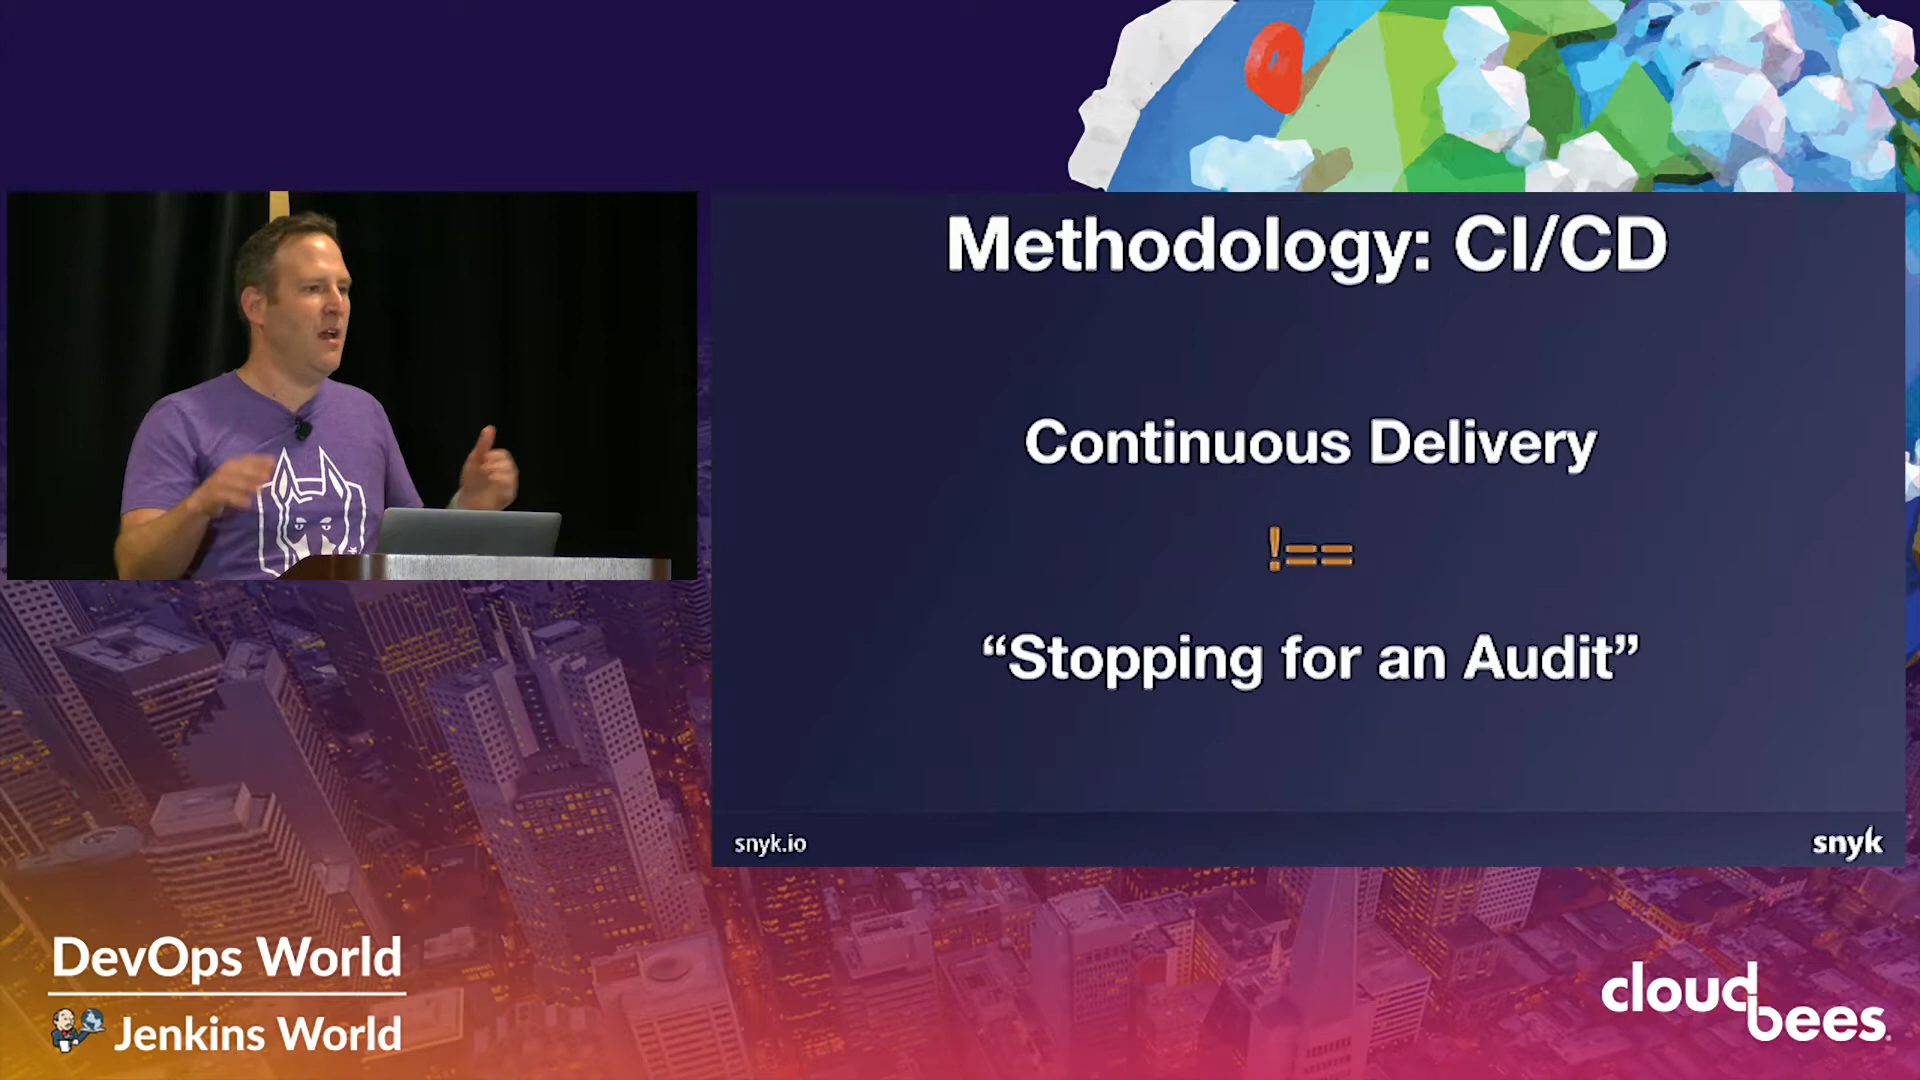 Methodology: CI/CD
Continuous Delivery
!==
“Stopping for an Audit”
snyk.io
snyk
DevOps World
Jenkins World
cloudbees